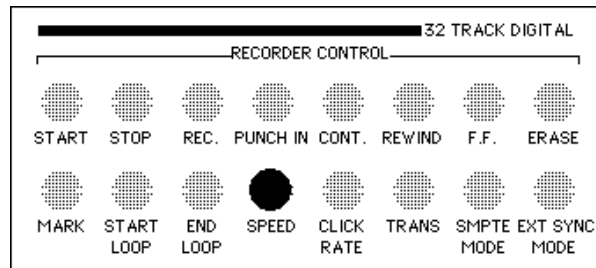 32 TRACK DIGITAL
RECORDER CONTROL
START STOP REC. PUNCH IN CONT. REWIND F.F. ERASE
MARK START LOOP END LOOP SPEED CLICK RATE TRANS SMPTE MODE EXT SYNC MODE